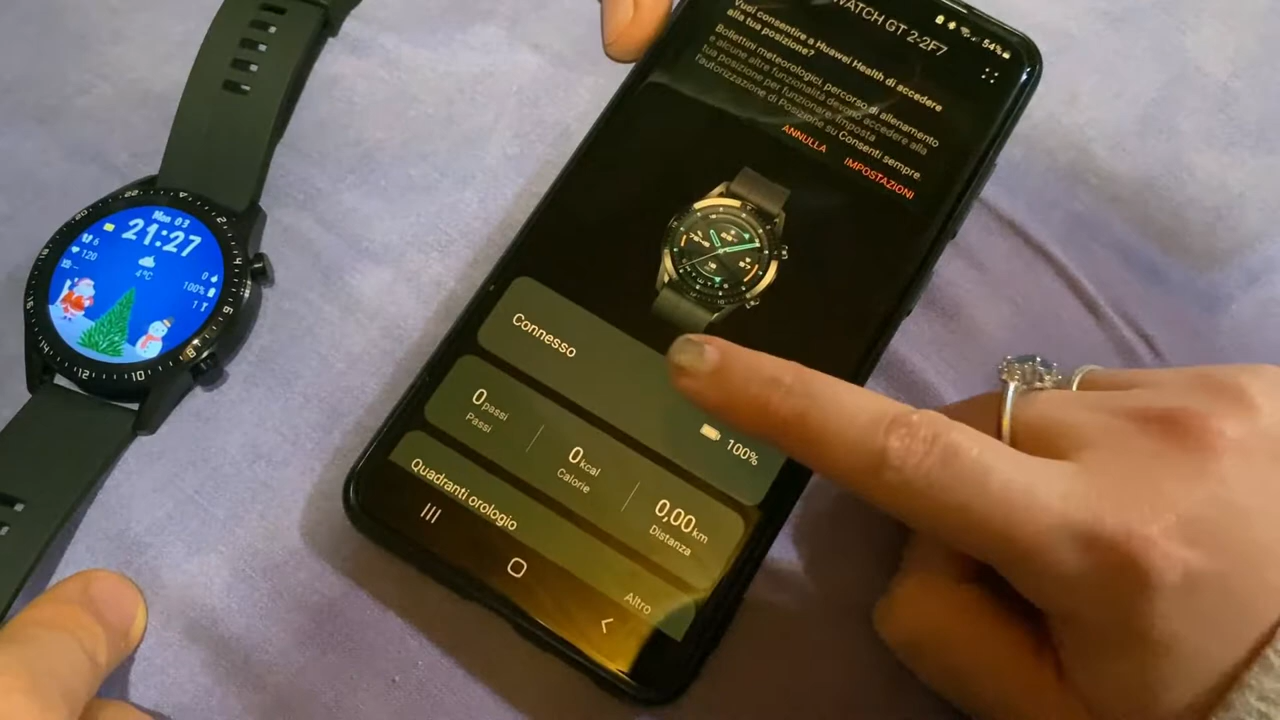 Mon 03
21:27
6
120
4°C
0
100%
1
WATCH GT 2-2F7
54%
Vuoi consentire a Huawei Health di accedere
alla tua posizione?
Bollettini meteorologici, percorso di allenamento
e alcune altre funzionalità devono accedere alla
tua posizione per funzionare. Imposta
l'autorizzazione di Posizione su Consenti sempre.
ANNULLA IMPOSTAZIONI
Connesso
100%
0 passi
Passi
0 kcal
Calorie
0,00 km
Distanza
Quadranti orologio
Altro